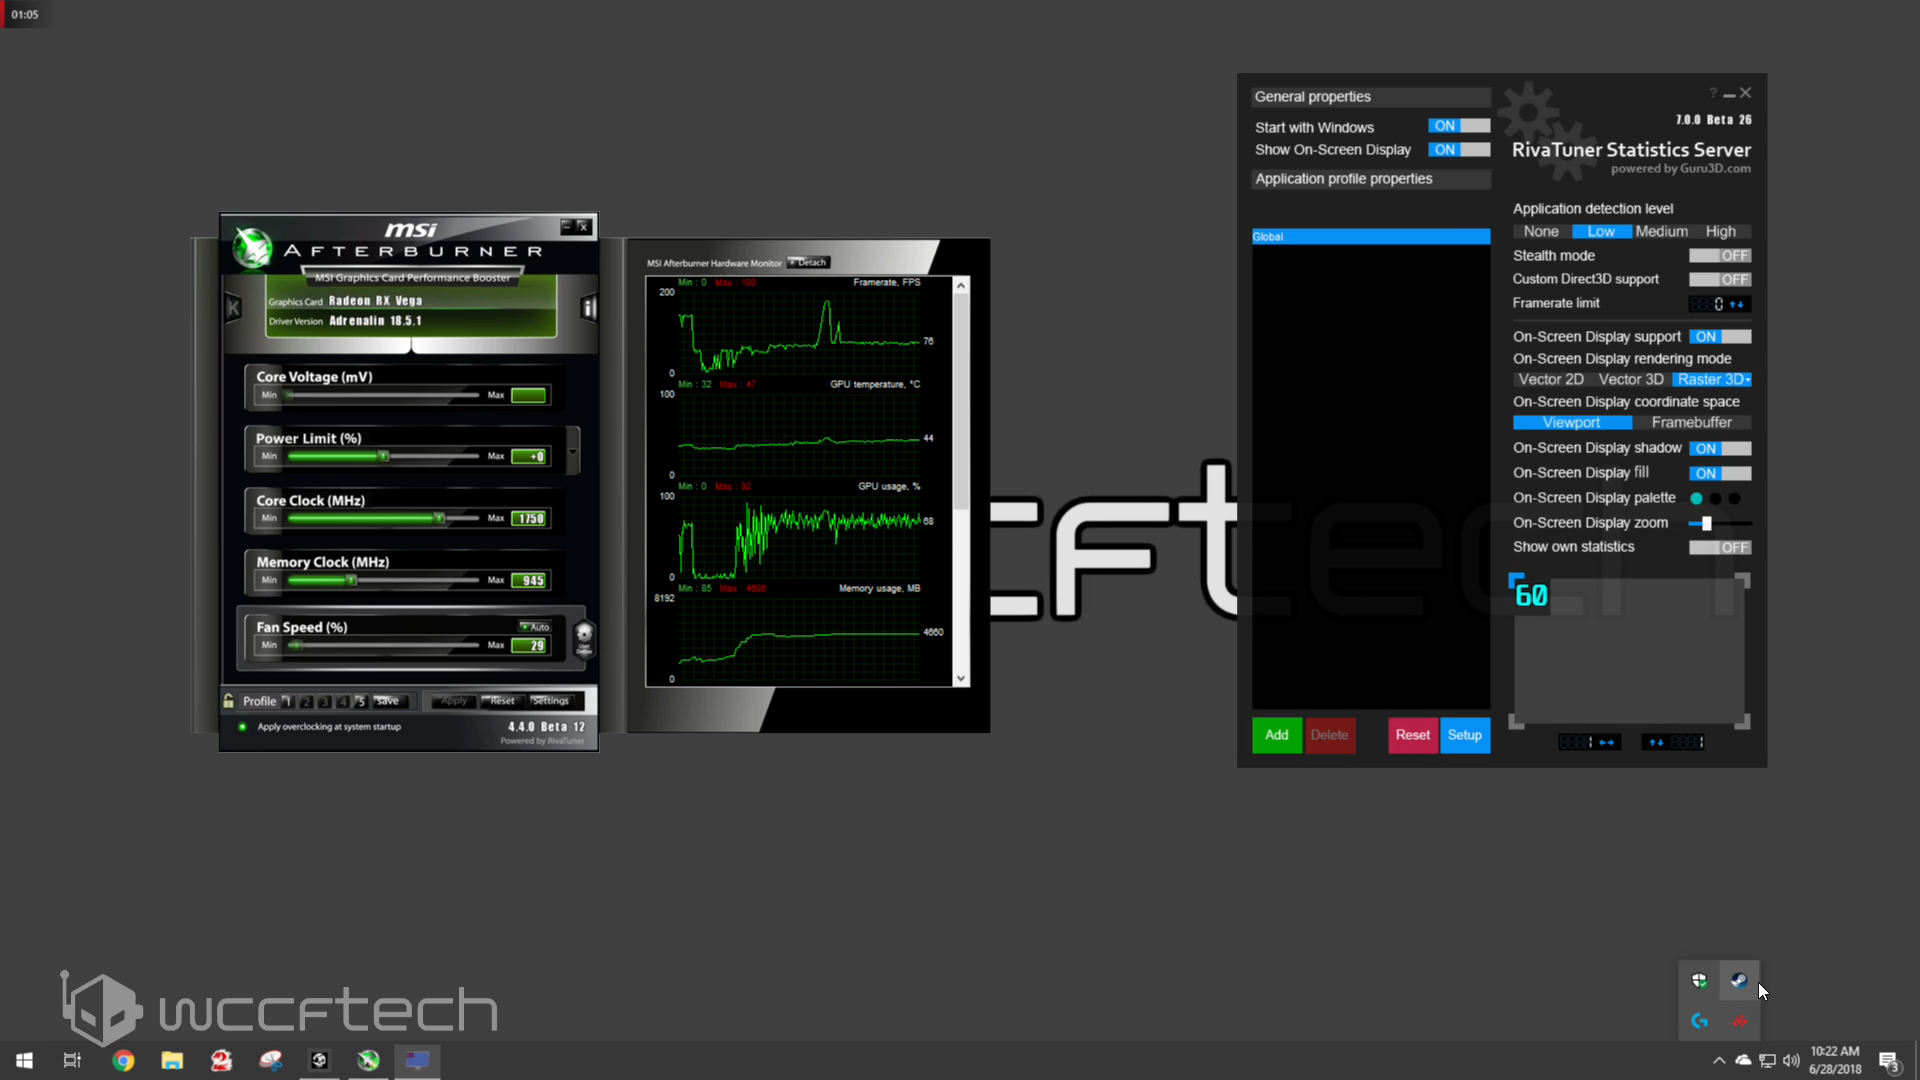 01:05
msi
AFTERBURNER
MSI Graphics Card Performance Booster
Graphics Card Radeon RX Vega
Driver Version Adrenalin 18.5.1
K
i
Core Voltage (mV)
Min Max
Power Limit (%)
Min Max +0
Core Clock (MHz)
Min Max 1750
Memory Clock (MHz)
Min Max 945
Fan Speed (%)
Auto
Min Max 29
User Define
Profile 1 2 3 4 5 Save
Apply Reset Settings
Apply overclocking at system startup
4.4.0 Beta 12
Powered by RivaTuner
MSI Afterburner Hardware Monitor Detach
Min : 0 Max : Framerate, FPS
200
76
0
Min : 32 Max : 47 GPU temperature, °C
100
44
0
Min : 0 Max : 92 GPU usage, %
100
68
0
Min : 85 Max : Memory usage, MB
8192
4660
0
cftech
General properties
Start with Windows ON
Show On-Screen Display ON
Application profile properties
Global
Add Delete Reset Setup
?
7.0.0 Beta 26
RivaTuner Statistics Server
powered by Guru3D.com
Application detection level
None Low Medium High
Stealth mode OFF
Custom Direct3D support OFF
Framerate limit 0
On-Screen Display support ON
On-Screen Display rendering mode
Vector 2D Vector 3D Raster 3D
On-Screen Display coordinate space
Viewport Framebuffer
On-Screen Display shadow ON
On-Screen Display fill ON
On-Screen Display palette
On-Screen Display zoom
Show own statistics OFF
60
1 1
wccftech
10:22 AM
6/28/2018
3